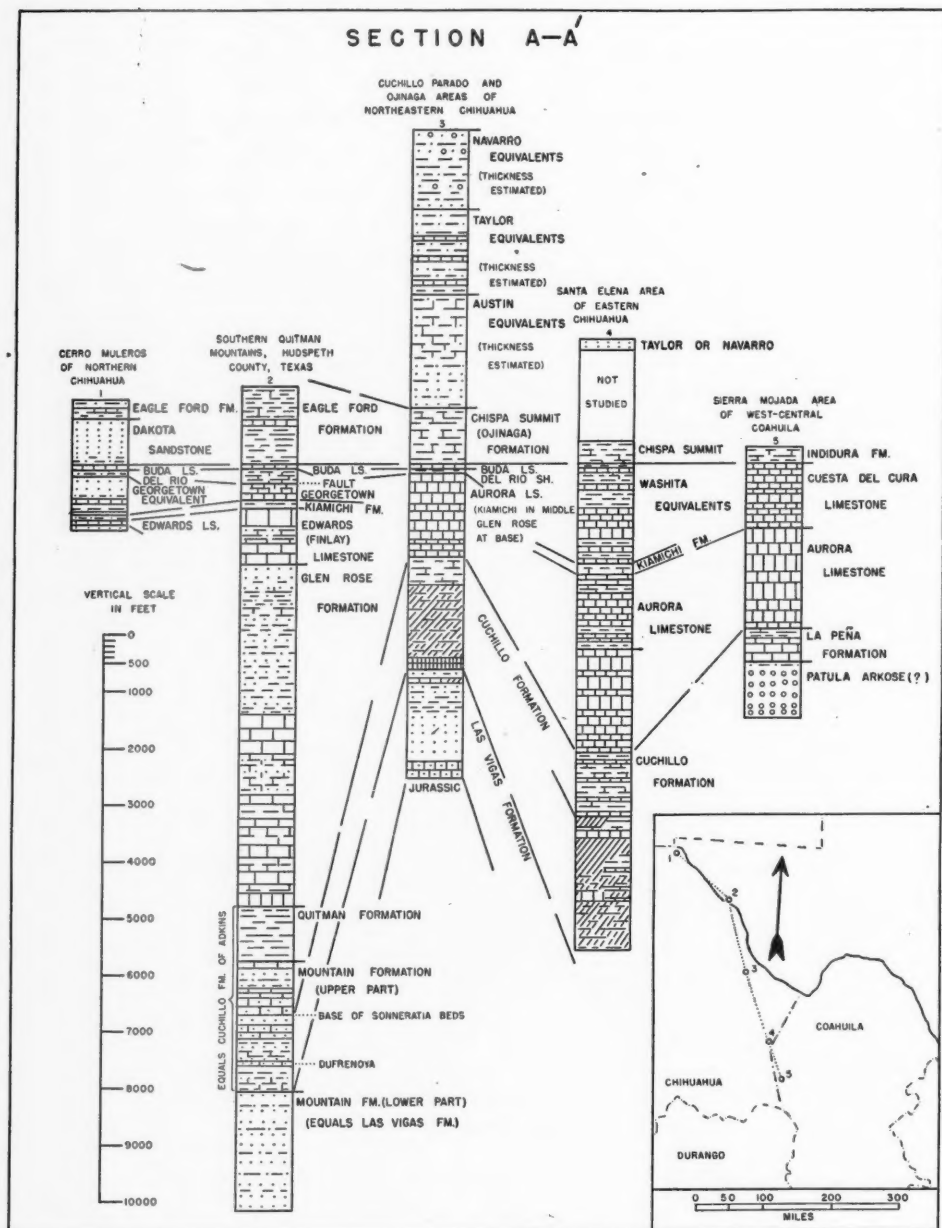 SECTION A—A'
CUCHILLO PARADO AND
OJINAGA AREAS OF
NORTHEASTERN CHIHUAHUA
3
NAVARRO
EQUIVALENTS
(THICKNESS
ESTIMATED)
TAYLOR
EQUIVALENTS
(THICKNESS
ESTIMATED)
AUSTIN
EQUIVALENTS
(THICKNESS
ESTIMATED)
CHISPA SUMMIT
(OJINAGA)
FORMATION
BUDA LS.
DEL RIO SH.
AURORA LS.
(KIAMICHI IN MIDDLE
GLEN ROSE
AT BASE)
JURASSIC
CERRO MULEROS
OF NORTHERN
CHIHUAHUA
1
EAGLE FORD FM.
DAKOTA
SANDSTONE
BUDA LS.
DEL RIO
GEORGETOWN
EQUIVALENT
EDWARDS LS.
SOUTHERN QUITMAN
MOUNTAINS, HUDSPETH
COUNTY, TEXAS
2
EAGLE FORD
FORMATION
BUDA LS.
FAULT
GEORGETOWN
KIAMICHI FM.
EDWARDS
(FINLAY)
LIMESTONE
GLEN ROSE
FORMATION
QUITMAN FORMATION
MOUNTAIN FORMATION
(UPPER PART)
BASE OF SONNERATIA BEDS
DUFRENOYA
MOUNTAIN FM.(LOWER PART)
(EQUALS LAS VIGAS FM.)
EQUALS CUCHILLO FM. OF ADKINS
CUCHILLO FORMATION
LAS VIGAS FORMATION
SANTA ELENA AREA
OF EASTERN
CHIHUAHUA
4
TAYLOR OR NAVARRO
NOT
STUDIED
CHISPA SUMMIT
WASHITA
EQUIVALENTS
KIAMICHI FM
AURORA
LIMESTONE
CUCHILLO
FORMATION
SIERRA MOJADA AREA
OF WEST-CENTRAL
COAHUILA
5
INDIDURA FM.
CUESTA DEL CURA
LIMESTONE
AURORA
LIMESTONE
LA PEÑA
FORMATION
PATULA ARKOSE(?)
VERTICAL SCALE
IN FEET
0
500
1000
2000
3000
4000
5000
6000
7000
8000
9000
10000
2
3
4
5
COAHUILA
CHIHUAHUA
DURANGO
0 50 100 200 300
MILES